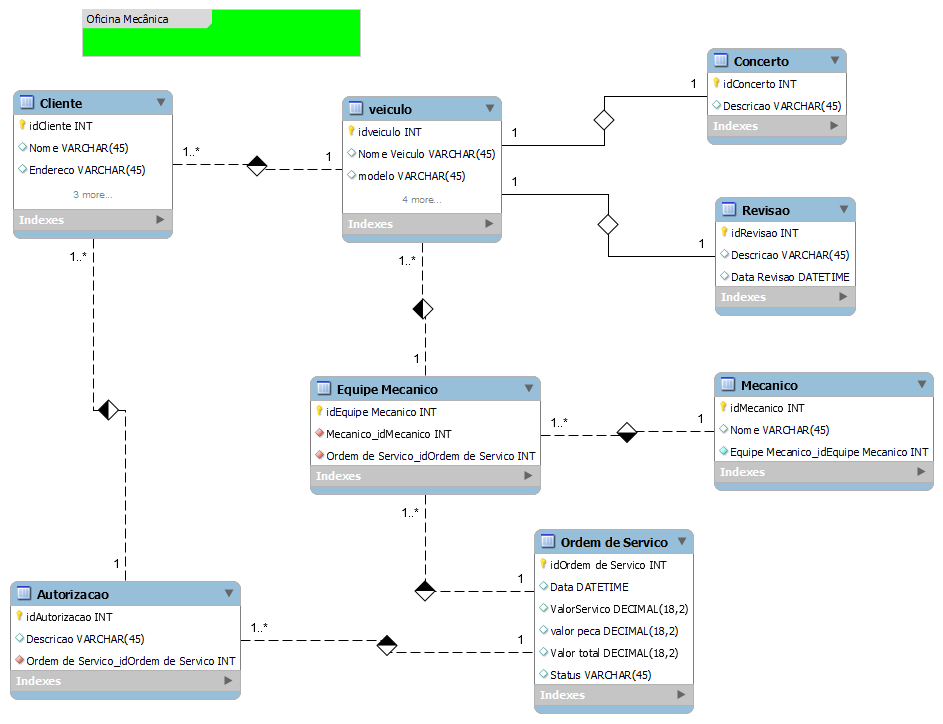 Oficina Mecânica
Cliente
idCliente INT
Nome VARCHAR(45)
Endereco VARCHAR(45)
3 more...
Indexes
1..*
1
veiculo
idveiculo INT
Nome Veiculo VARCHAR(45)
modelo VARCHAR(45)
4 more...
Indexes
1
1
Concerto
idConcerto INT
Descricao VARCHAR(45)
Indexes
1
1
Revisao
idRevisao INT
Descricao VARCHAR(45)
Data Revisao DATETIME
Indexes
1..*
1..*
1
Equipe Mecanico
idEquipe Mecanico INT
Mecanico_idMecanico INT
Ordem de Servico_idOrdem de Servico INT
Indexes
1..*
1
Mecanico
idMecanico INT
Nome VARCHAR(45)
Equipe Mecanico_idEquipe Mecanico INT
Indexes
1..*
1
Ordem de Servico
idOrdem de Servico INT
Data DATETIME
ValorServico DECIMAL(18,2)
valor peca DECIMAL(18,2)
Valor total DECIMAL(18,2)
Status VARCHAR(45)
Indexes
1
Autorizacao
idAutorizacao INT
Descricao VARCHAR(45)
Ordem de Servico_idOrdem de Servico INT
Indexes
1..*
1